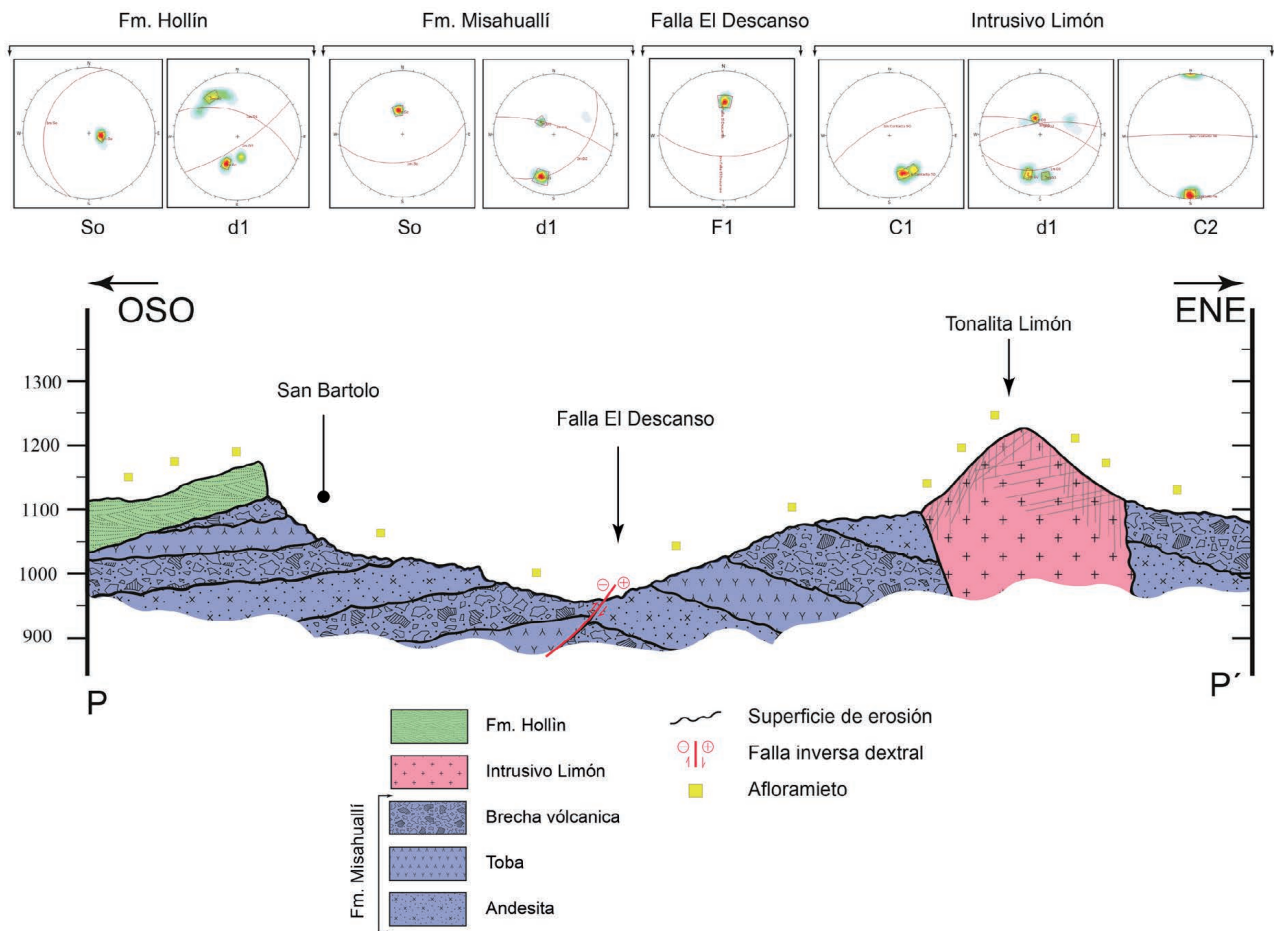 Fm. Hollín
Fm. Misahuallí
Falla El Descanso
Intrusivo Limón
So
d1
So
d1
F1
C1
d1
C2
OSO
ENE
Tonalita Limón
San Bartolo
Falla El Descanso
1300
1200
1100
1000
900
P
P´
Fm. Hollìn
Intrusivo Limón
Brecha vólcanica
Toba
Andesita
Fm. Misahuallí
Superficie de erosión
Falla inversa dextral
Afloramieto